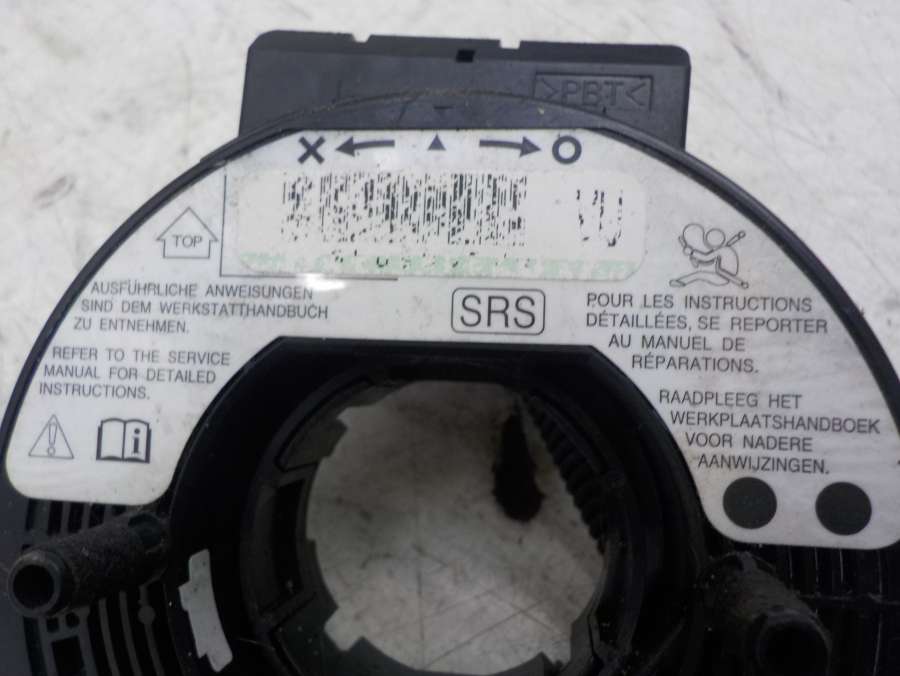 >PBT<
TOP
AUSFÜHRLICHE ANWEISUNGEN
SIND DEM WERKSTATTHANDBUCH
ZU ENTNEHMEN.
REFER TO THE SERVICE
MANUAL FOR DETAILED
INSTRUCTIONS.
SRS
POUR LES INSTRUCTIONS
DÉTAILLÉES, SE REPORTER
AU MANUEL DE
RÉPARATIONS.
RAADPLEEG HET
WERKPLAATSHANDBOEK
VOOR NADERE
AANWIJZINGEN.